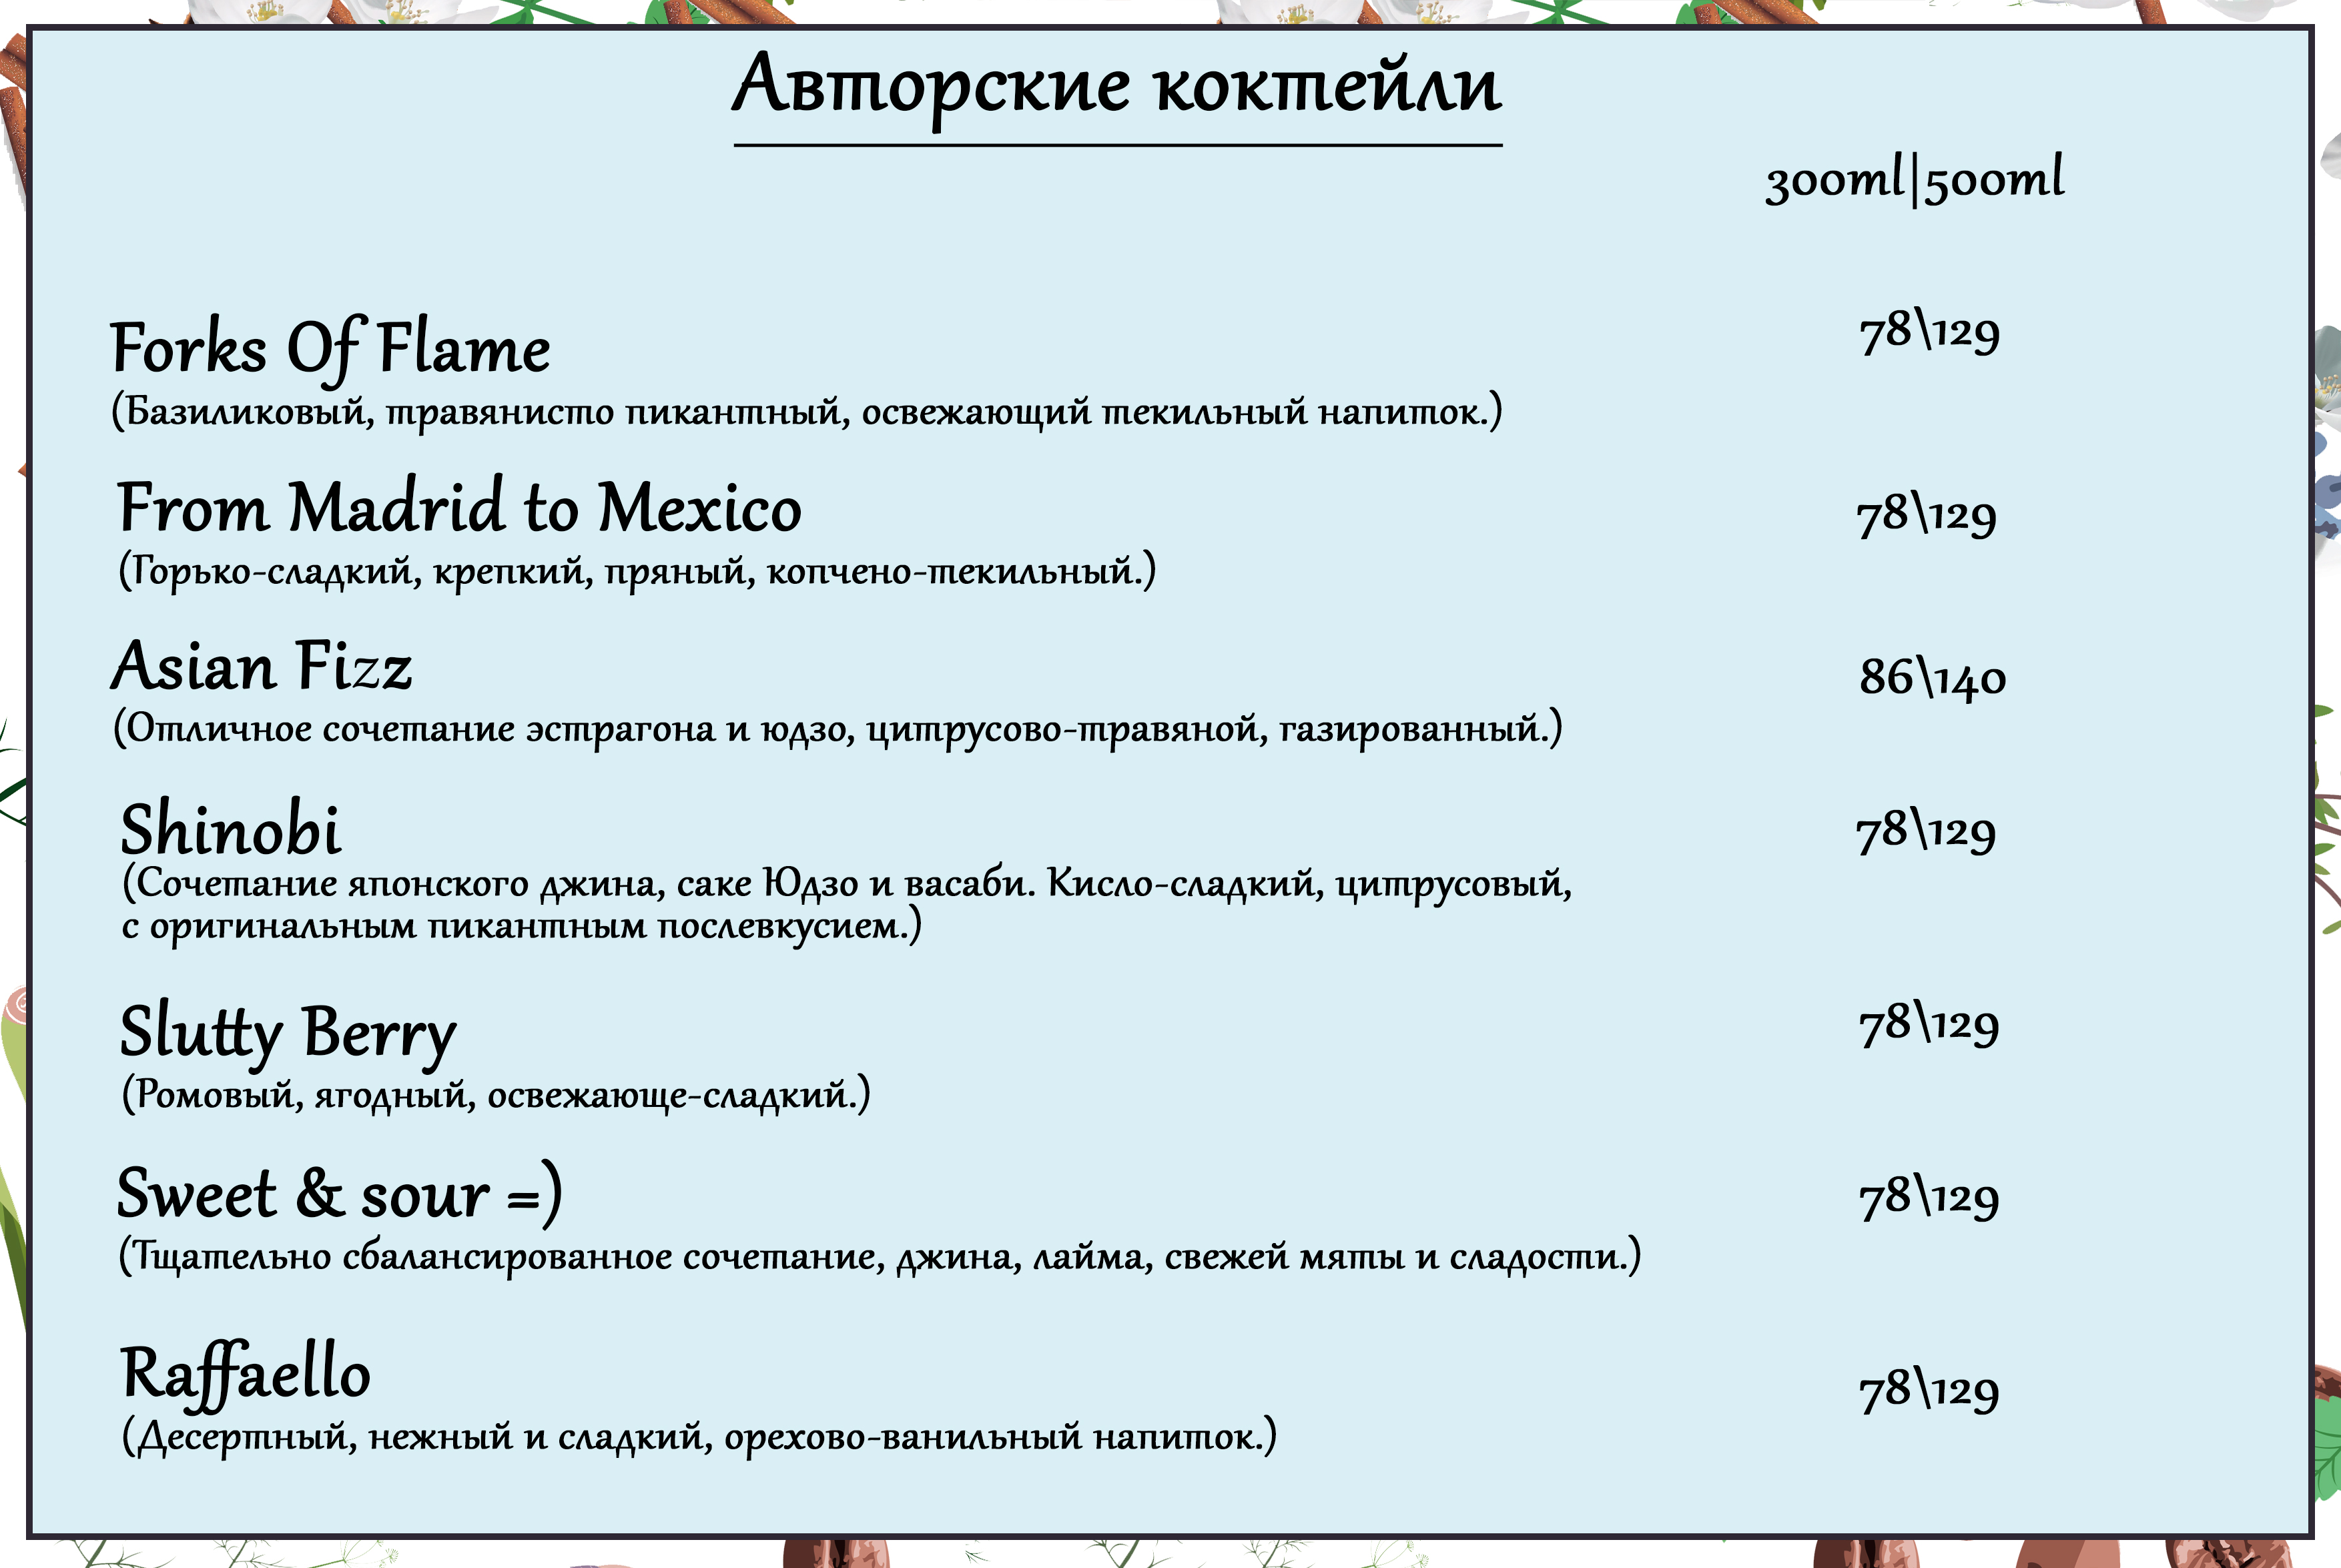 Авторские коктейли
300ml|500ml
Forks Of Flame 78\129
(Базиликовый, травянисто пикантный, освежающий текильный напиток.)
From Madrid to Mexico 78\129
(Горько-сладкий, крепкий, пряный, копчено-текильный.)
Asian Fizz 86\140
(Отличное сочетание эстрагона и юдзо, цитрусово-травяной, газированный.)
Shinobi 78\129
(Сочетание японского джина, саке Юдзо и васаби. Кисло-сладкий, цитрусовый,
с оригинальным пикантным послевкусием.)
Slutty Berry 78\129
(Ромовый, ягодный, освежающе-сладкий.)
Sweet & sour =) 78\129
(Тщательно сбалансированное сочетание, джина, лайма, свежей мяты и сладости.)
Raffaello 78\129
(Десертный, нежный и сладкий, орехово-ванильный напиток.)